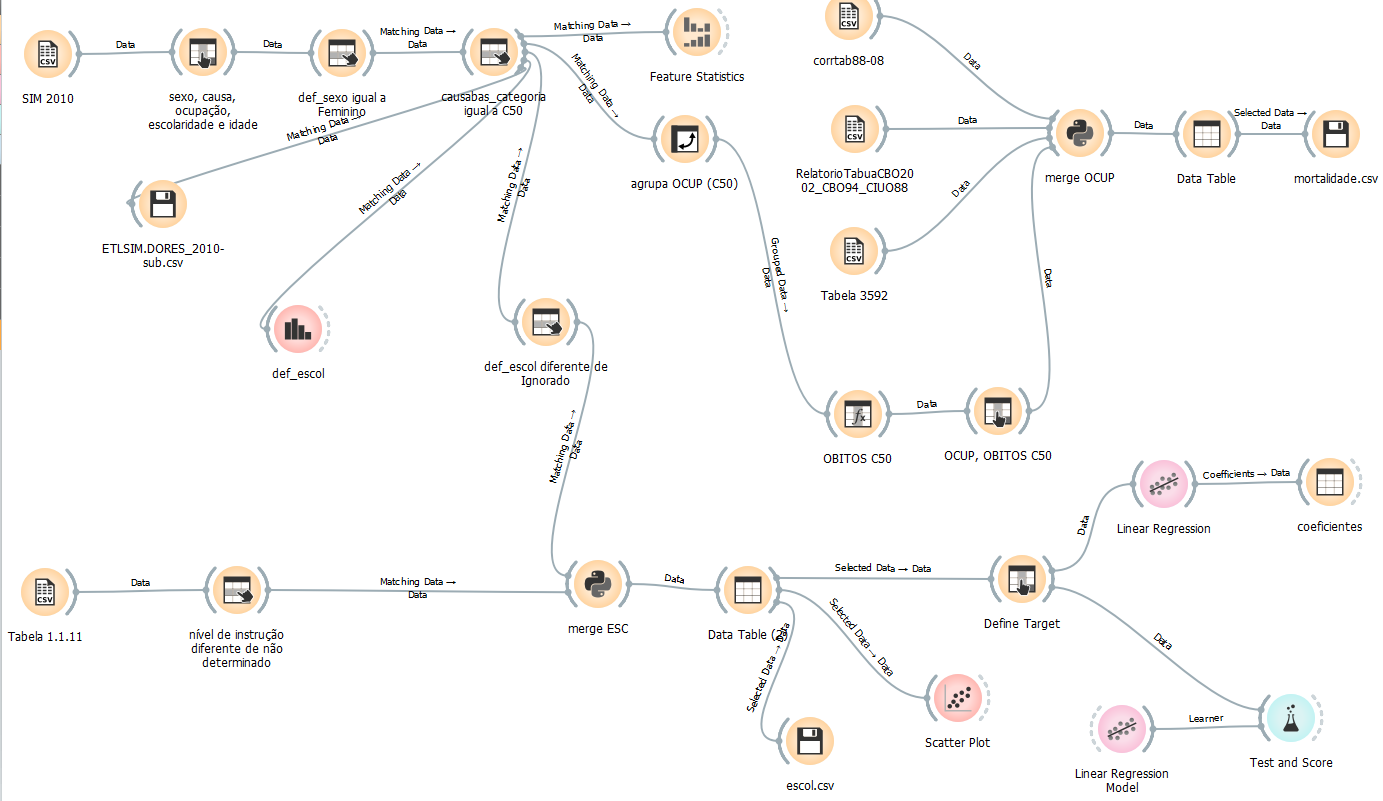 CSV
SIM 2010
Data
sexo, causa,
ocupação,
escolaridade e idade
Data
def_sexo igual a
Feminino
Matching Data →
Data
causabas_categoria
igual a C50
Matching Data →
Data
Feature Statistics
Matching Data →
Data
agrupa OCUP (C50)
Matching Data →
Data
ETLSIM.DORES_2010-
sub.csv
Matching Data →
Data
def_escol
Matching Data →
Data
def_escol diferente de
Ignorado
Grouped Data →
Data
CSV
corrtab88-08
Data
CSV
RelatorioTabuaCBO20
02_CBO94_CIUO88
Data
CSV
Tabela 3592
Data
merge OCUP
Data
Data Table
Selected Data →
Data
mortalidade.csv
fx
OBITOS C50
Data
OCUP, OBITOS C50
Data
Matching Data →
Data
CSV
Tabela 1.1.11
Data
nível de instrução
diferente de não
determinado
Matching Data →
Data
merge ESC
Data
Data Table (2)
Selected Data → Data
Define Target
Selected Data → Data
Scatter Plot
Selected Data → Data
escol.csv
Data
Linear Regression
Coefficients → Data
coeficientes
Data
Linear Regression
Model
Learner
Test and Score